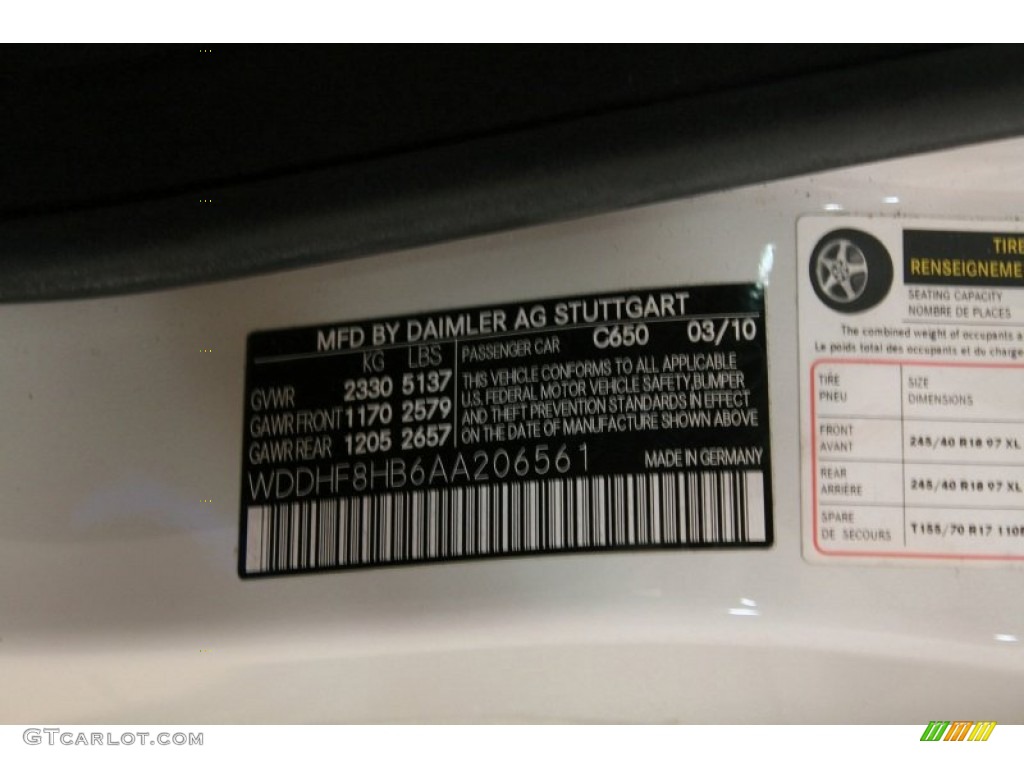 MFD BY DAIMLER AG STUTTGART
KG LBS
GVWR 2330 5137
GAWR FRONT 1170 2579
GAWR REAR 1205 2657
PASSENGER CAR C650 03/10
THIS VEHICLE CONFORMS TO ALL APPLICABLE
U.S. FEDERAL MOTOR VEHICLE SAFETY, BUMPER
AND THEFT PREVENTION STANDARDS IN EFFECT
ON THE DATE OF MANUFACTURE SHOWN ABOVE
WDDHF8HB6AA206561 MADE IN GERMANY
TIRE
RENSEIGNEME
SEATING CAPACITY
NOMBRE DE PLACES
The combined weight of occupants a
Le poids total des occupants et du charge
TIRE SIZE
PNEU DIMENSIONS
FRONT
AVANT 245/40 R18 97 XL
REAR
ARRIÈRE 245/40 R18 97 XL
SPARE
DE SECOURS T155/70 R17 110
GTCARLOT.COM